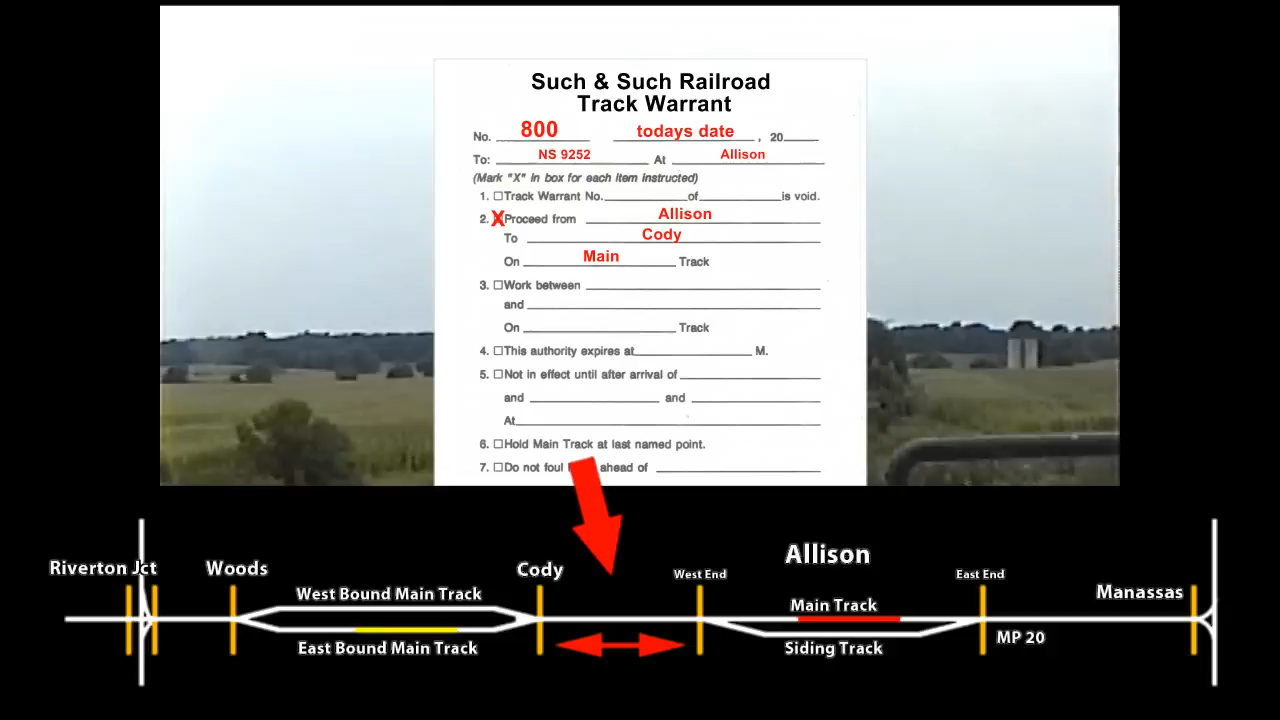 Such & Such Railroad
Track Warrant
No. 800 todays date , 20
To: NS 9252 At Allison
(Mark "X" in box for each item instructed)
1. ☐ Track Warrant No. of is void.
2. X Proceed from Allison
To Cody
On Main Track
3. ☐ Work between
and
On Track
4. ☐ This authority expires at M.
5. ☐ Not in effect until after arrival of
and and
At
6. ☐ Hold Main Track at last named point.
7. ☐ Do not foul ahead of
Allison
Riverton Jct Woods Cody West End East End Manassas
West Bound Main Track Main Track
East Bound Main Track Siding Track MP 20